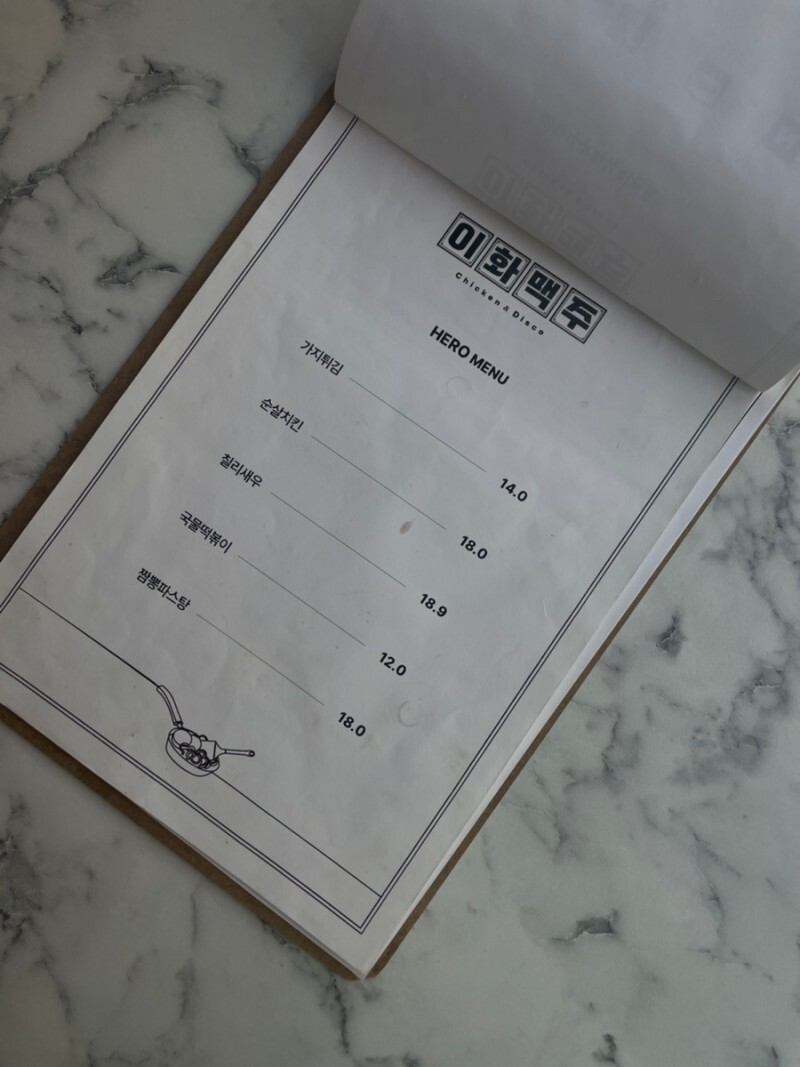 이화맥주
Chicken & Disco
HERO MENU
가지튀김 14.0
순살치킨 18.0
칠리새우 18.9
국물떡볶이 12.0
짬뽕파스탕 18.0